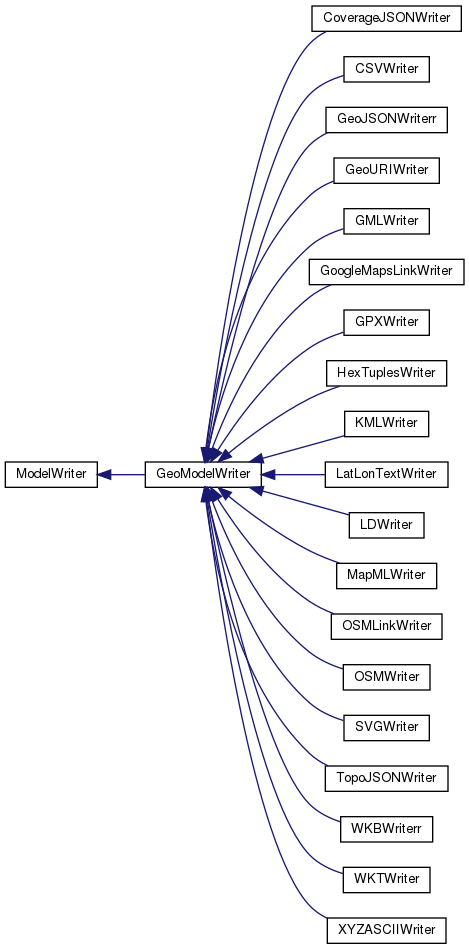 CoverageJSONWriter
CSVWriter
GeoJSONWriterr
GeoURIWriter
GMLWriter
GoogleMapsLinkWriter
GPXWriter
HexTuplesWriter
KMLWriter
ModelWriter
GeoModelWriter
LatLonTextWriter
LDWriter
MapMLWriter
OSMLinkWriter
OSMWriter
SVGWriter
TopoJSONWriter
WKBWriterr
WKTWriter
XYZASCIIWriter